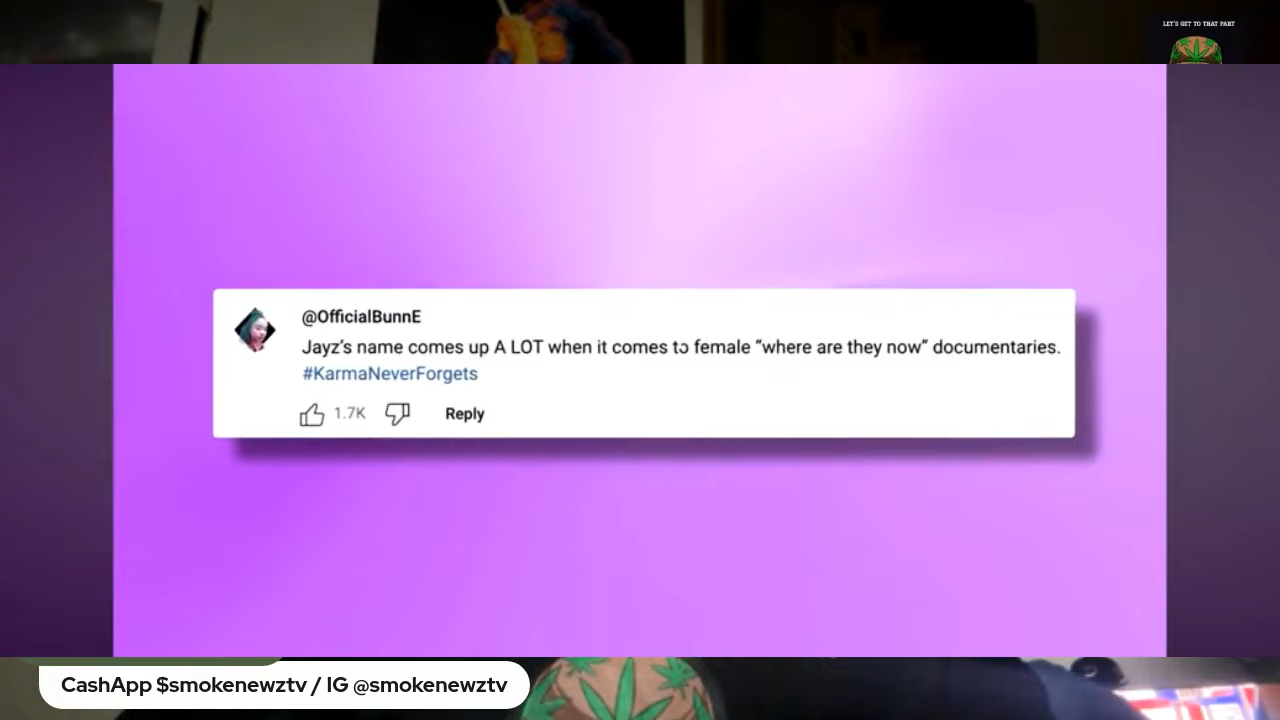 LET'S GET TO THAT PART
@OfficialBunnE
Jayz's name comes up A LOT when it comes to female “where are they now” documentaries.
#KarmaNeverForgets
1.7K
Reply
CashApp $smokenewztv / IG @smokenewztv